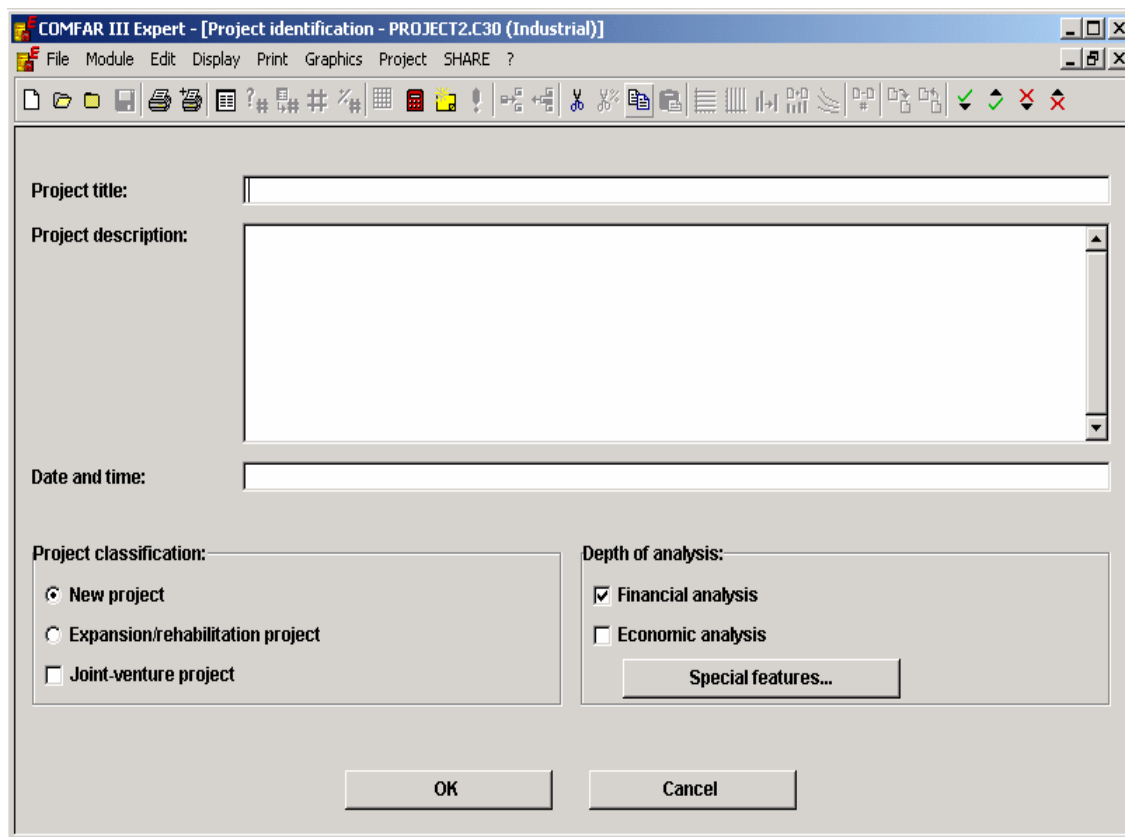 COMFAR III Expert - [Project identification - PROJECT2.C30 (Industrial)]
File Module Edit Display Print Graphics Project SHARE ?
Project title:
Project description:
Date and time:
Project classification:
New project
Expansion/rehabilitation project
Joint-venture project
Depth of analysis:
Financial analysis
Economic analysis
Special features...
OK
Cancel